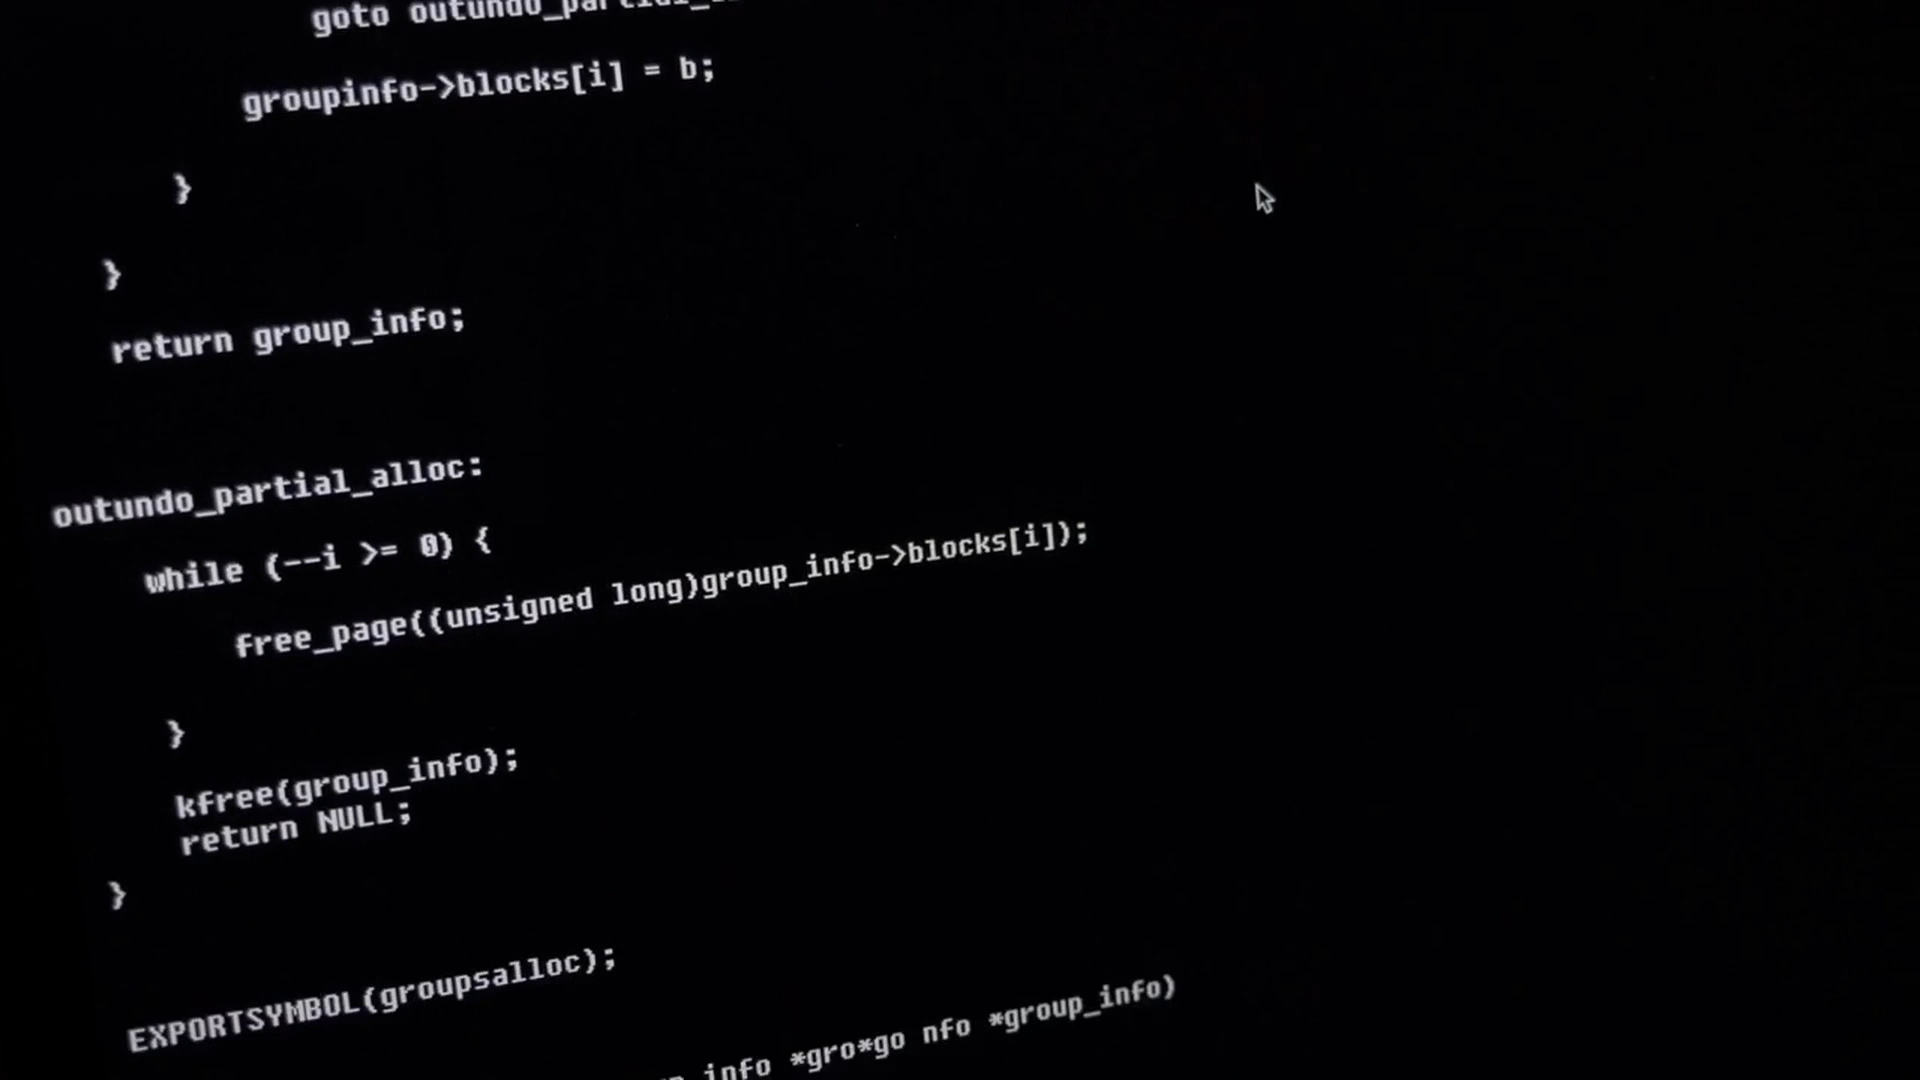 goto outundo_partial_
groupinfo->blocks[i] = b;
}
}
return group_info;
outundo_partial_alloc:
while (--i >= 0) {
free_page((unsigned long)group_info->blocks[i]);
}
kfree(group_info);
return NULL;
}
EXPORTSYMBOL(groupsalloc);
info *gro*go nfo *group_info)